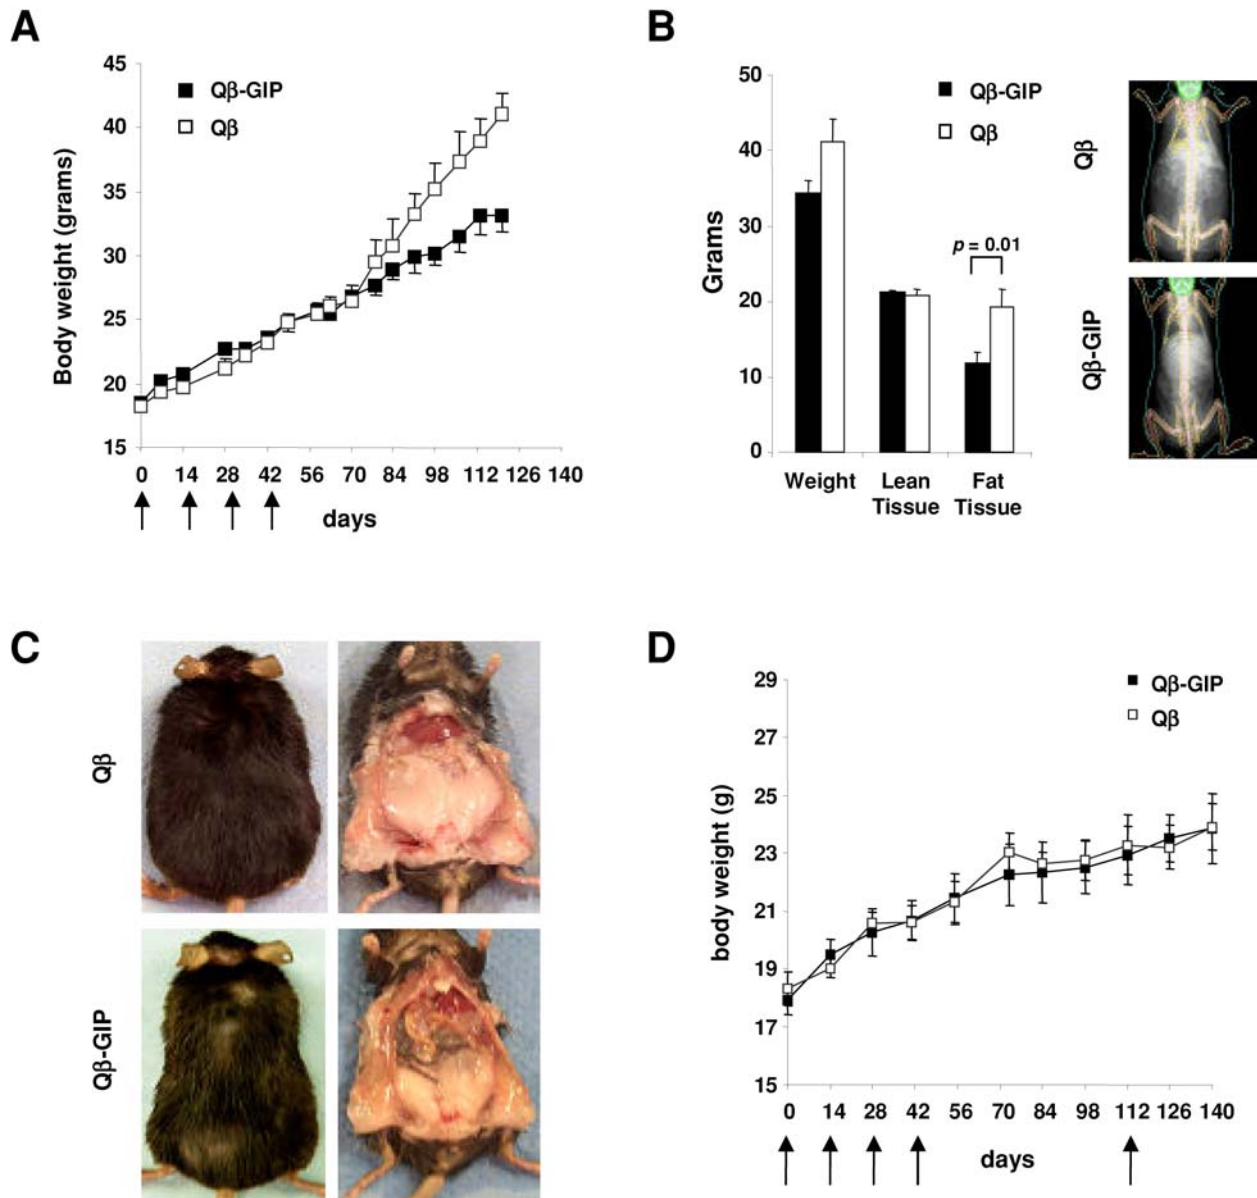 A
45
40
35
30
25
20
15
Body weight (grams)
Qβ-GIP
Qβ
0 14 28 42 56 70 84 98 112 126 140
days
B
50
40
30
20
10
0
Grams
Qβ-GIP
Qβ
p = 0.01
Weight
Lean Tissue
Fat Tissue
Qβ
Qβ-GIP
C
Qβ
Qβ-GIP
D
29
27
25
23
21
19
17
15
body weight (g)
Qβ-GIP
Qβ
0 14 28 42 56 70 84 98 112 126 140
days